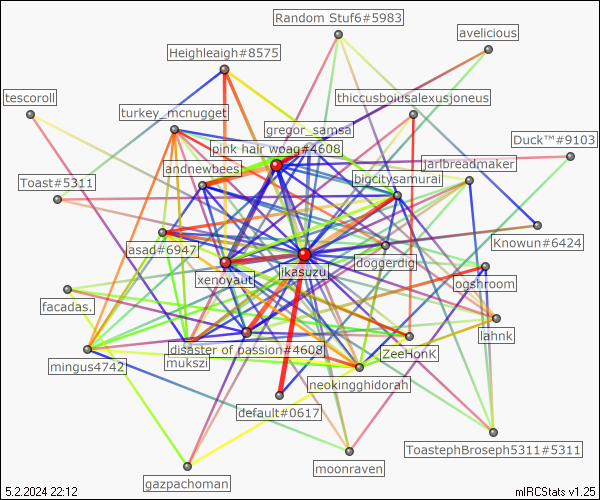 Random Stuf6#5983
avelicious
Heighleaigh#8575
tescoroll
thiccusboiusalexusjoneus
turkey_mcnugget
gregor_samsa
Duck™#9103
pink hair woag#4608
andnewbees
jarlbreadmaker
bigcitysamurai
Toast#5311
asad#6947
Knowun#6424
xenoyaut
ikasuzu
doggerdig
ogshroom
facadas.
lahnk
disaster of passion#4608
ZeeHonk
mingus4742
mukszi
neokingghidorah
default#0617
ToastephBroseph5311#5311
moonraven
gazpachoman
5.2.2024 22:12
mIRCStats v1.25